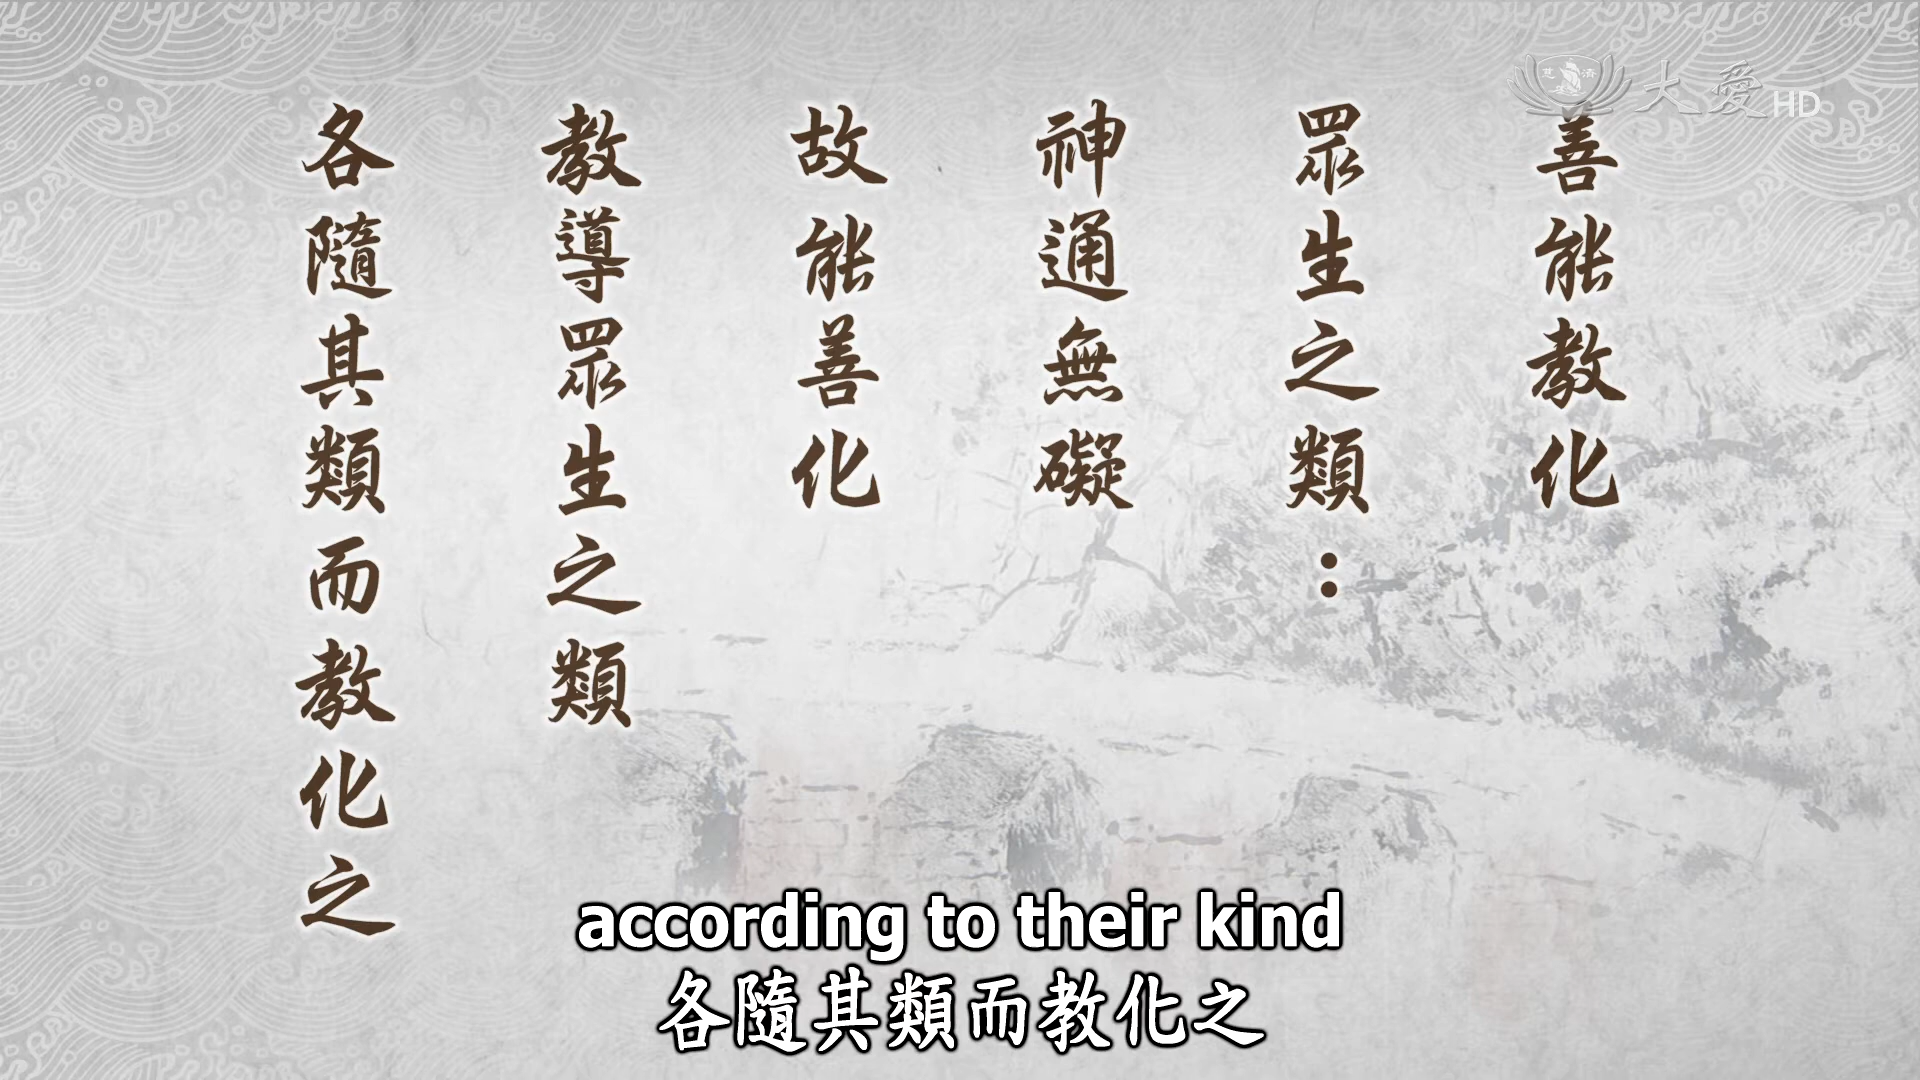 慈濟
大愛HD
善能教化
眾生之類：
神通無礙
故能善化
教導眾生之類
各隨其類而教化之
according to their kind
各隨其類而教化之